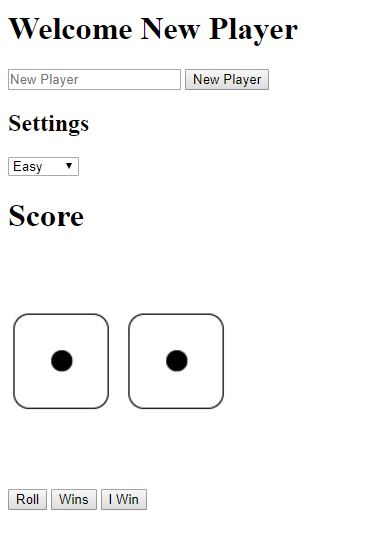 Welcome New Player
New Player New Player
Settings
Easy
Score
Roll Wins I Win